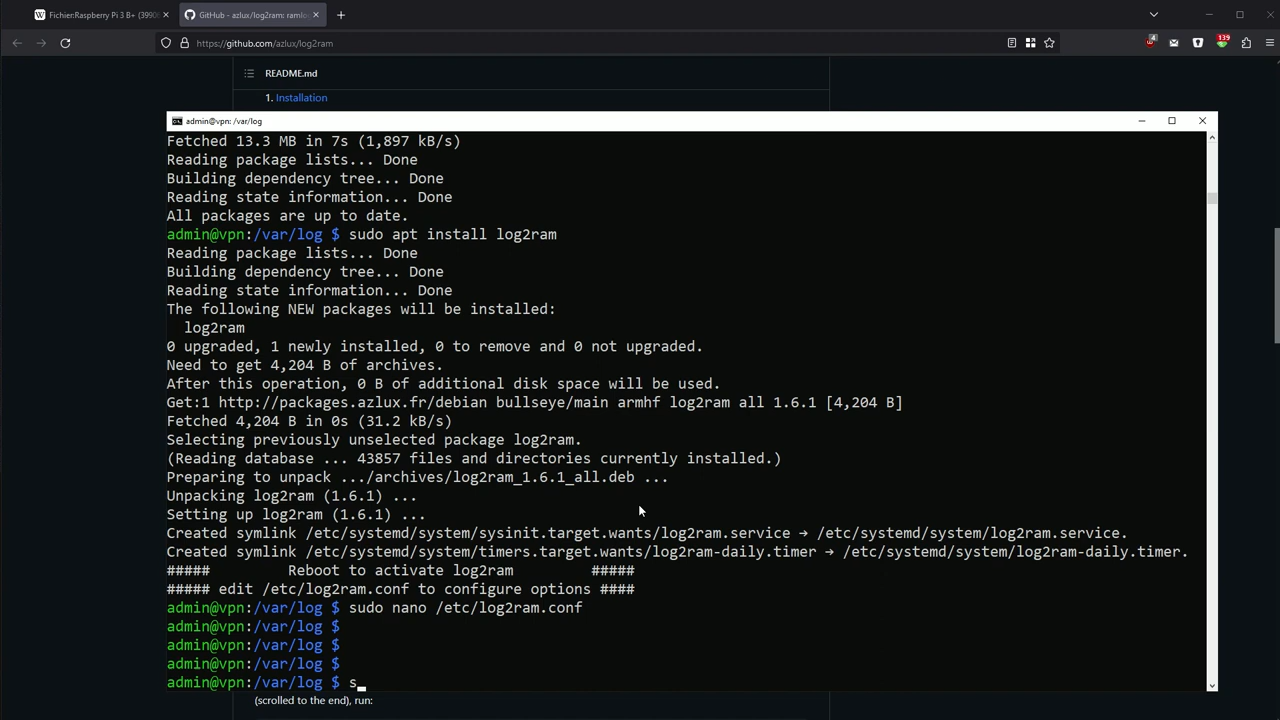 Fichier:Raspberry Pi 3 B+ (3990
GitHub - azlux/log2ram: ramlo
https://github.com/azlux/log2ram
4
139
README.md
1. Installation
admin@vpn: /var/log
Fetched 13.3 MB in 7s (1,897 kB/s)
Reading package lists... Done
Building dependency tree... Done
Reading state information... Done
All packages are up to date.
admin@vpn:/var/log $ sudo apt install log2ram
Reading package lists... Done
Building dependency tree... Done
Reading state information... Done
The following NEW packages will be installed:
  log2ram
0 upgraded, 1 newly installed, 0 to remove and 0 not upgraded.
Need to get 4,204 B of archives.
After this operation, 0 B of additional disk space will be used.
Get:1 http://packages.azlux.fr/debian bullseye/main armhf log2ram all 1.6.1 [4,204 B]
Fetched 4,204 B in 0s (31.2 kB/s)
Selecting previously unselected package log2ram.
(Reading database ... 43857 files and directories currently installed.)
Preparing to unpack .../archives/log2ram_1.6.1_all.deb ...
Unpacking log2ram (1.6.1) ...
Setting up log2ram (1.6.1) ...
Created symlink /etc/systemd/system/sysinit.target.wants/log2ram.service → /etc/systemd/system/log2ram.service.
Created symlink /etc/systemd/system/timers.target.wants/log2ram-daily.timer → /etc/systemd/system/log2ram-daily.timer.
#####         Reboot to activate log2ram         #####
##### edit /etc/log2ram.conf to configure options ####
admin@vpn:/var/log $ sudo nano /etc/log2ram.conf
admin@vpn:/var/log $
admin@vpn:/var/log $
admin@vpn:/var/log $
admin@vpn:/var/log $ s
(scrolled to the end), run: